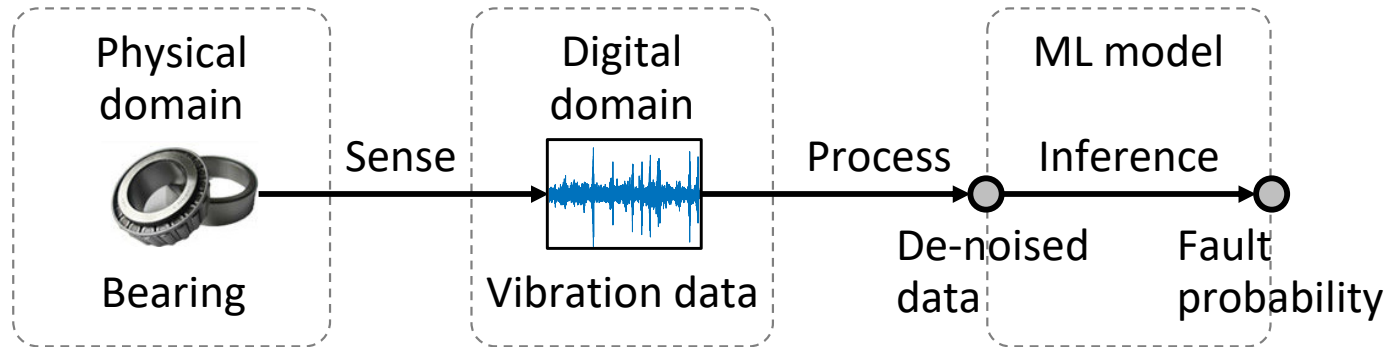 Physical
domain
Bearing
Sense
Digital
domain
Vibration data
Process
ML model
Inference
De-noised
data
Fault
probability